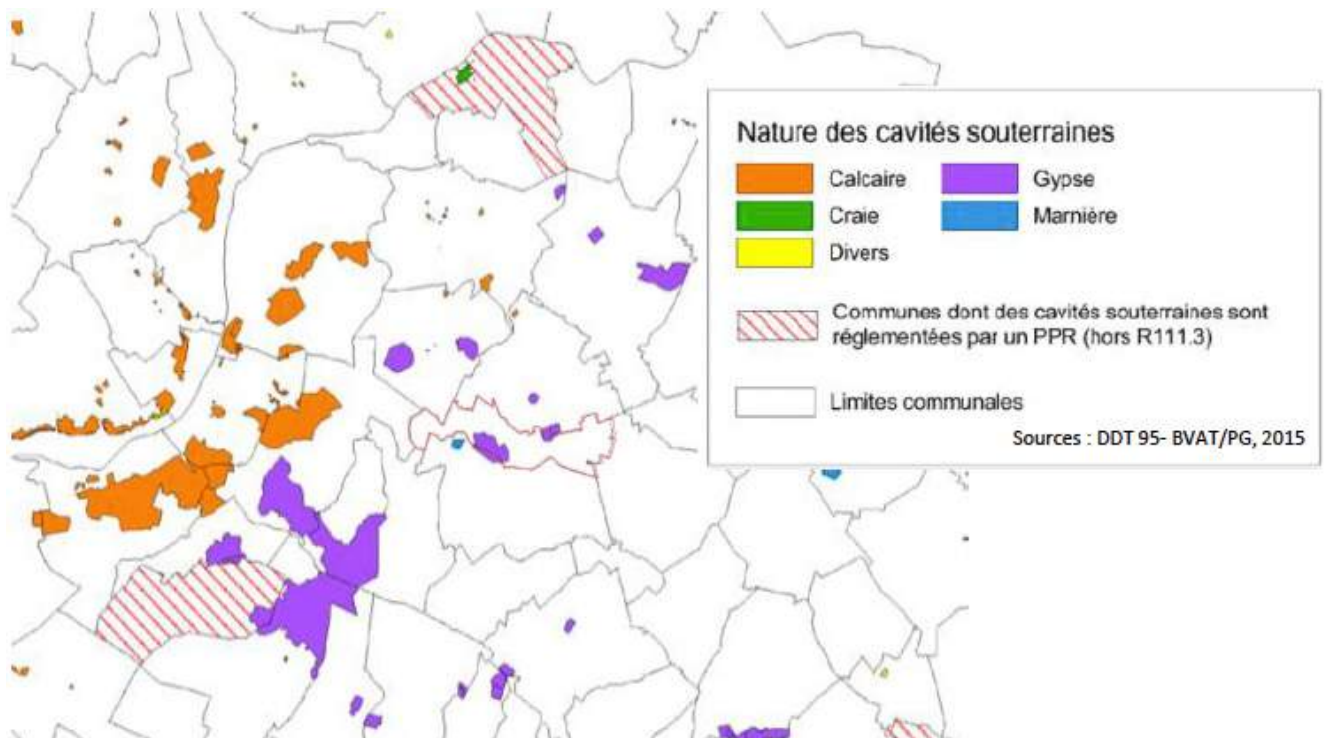 Nature des cavités souterraines
Calcaire
Gypse
Craie
Marnière
Divers
Communes dont des cavités souterraines sont
réglementées par un PPR (hors R111.3)
Limites communales
Sources : DDT 95- BVAT/PG, 2015